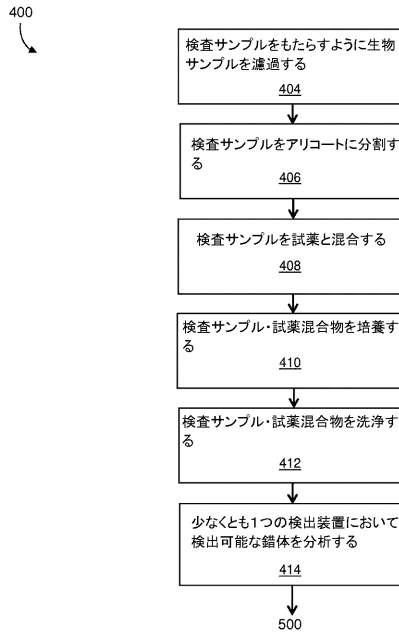 400
検査サンプルをもたらすように生物
サンプルを濾過する
404
検査サンプルをアリコートに分割す
る
406
検査サンプルを試薬と混合する
408
検査サンプル・試薬混合物を培養す
る
410
検査サンプル・試薬混合物を洗浄す
る
412
少なくとも1つの検出装置において
検出可能な錯体を分析する
414
500